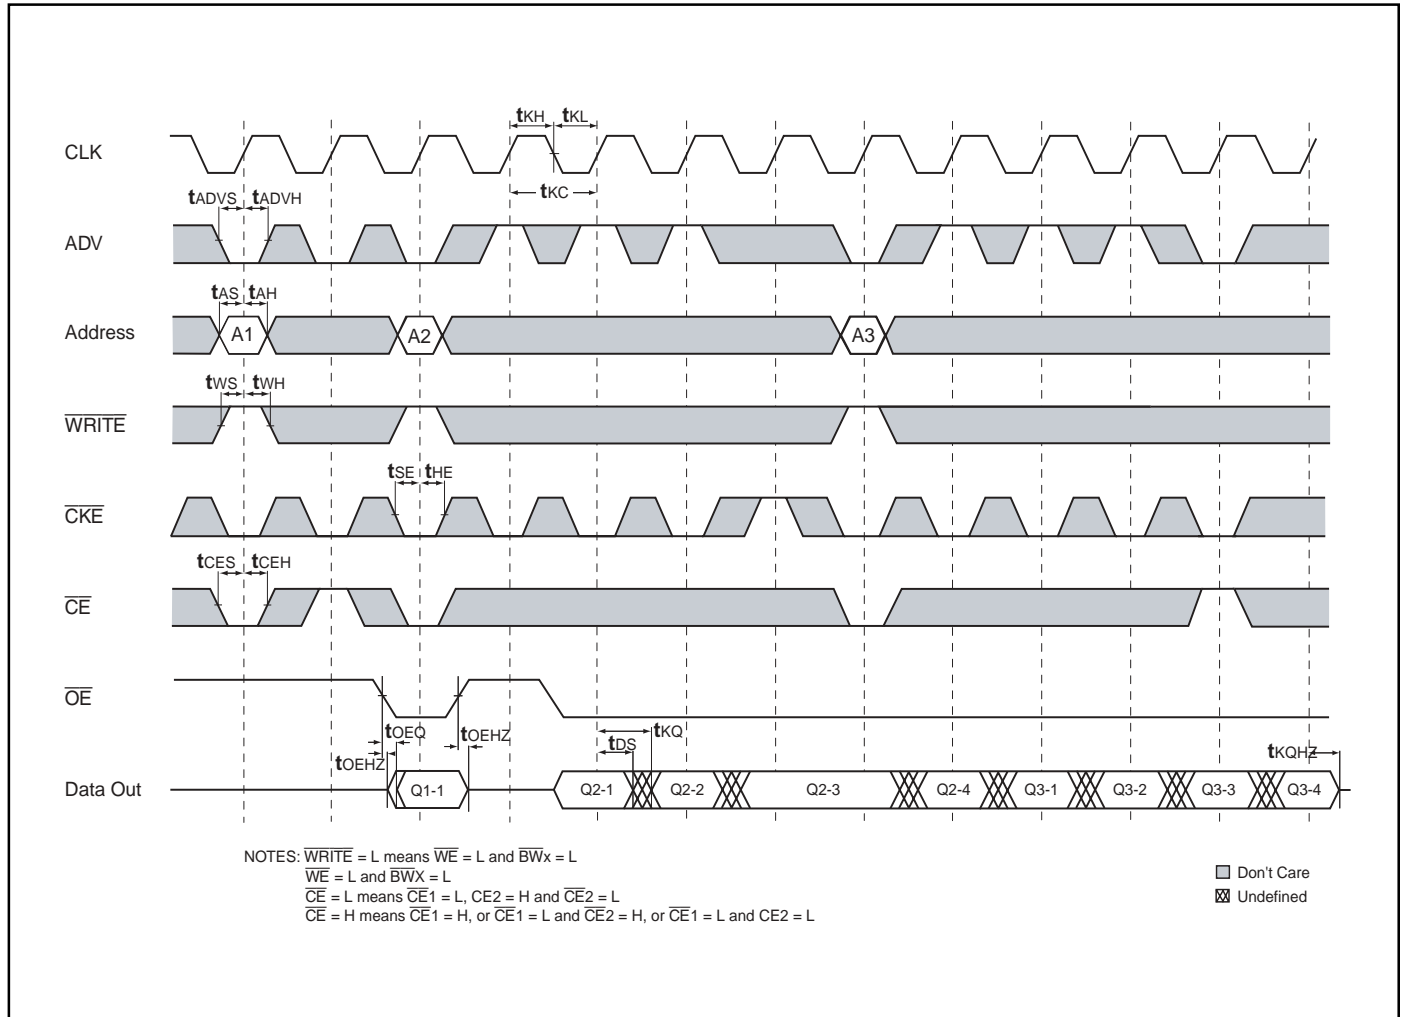 tKH tKL
CLK
tKC
tADVS tADVH
ADV
tAS tAH
Address A1 A2 A3
tWS tWH
WRITE
tSE tHE
CKE
tCES tCEH
CE
OE
tOEQ tOEHZ tKQ
tDS
tOEHZ tKQHZ
Data Out Q1-1 Q2-1 Q2-2 Q2-3 Q2-4 Q3-1 Q3-2 Q3-3 Q3-4
NOTES: WRITE = L means WE = L and BWx = L
WE = L and BWX = L
CE = L means CE1 = L, CE2 = H and CE2 = L
CE = H means CE1 = H, or CE1 = L and CE2 = H, or CE1 = L and CE2 = L
Don't Care
Undefined